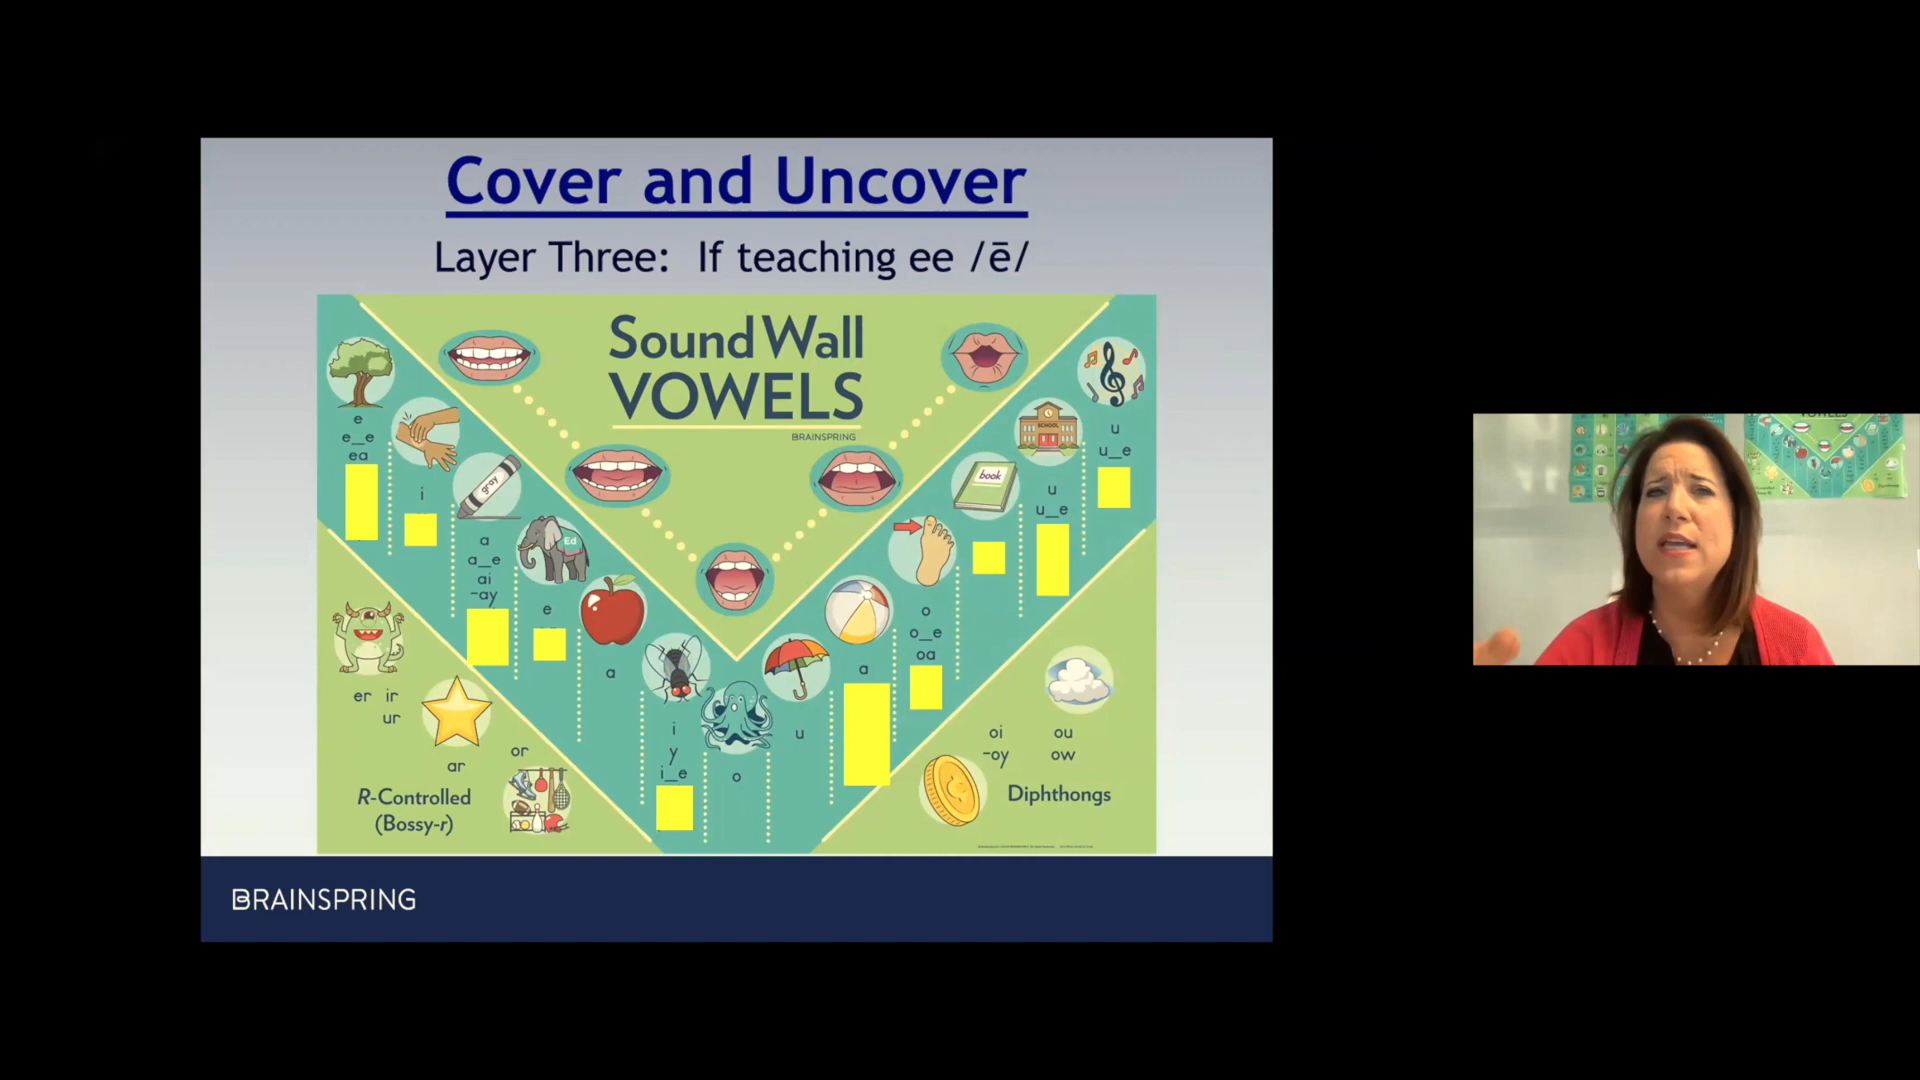 Cover and Uncover
Layer Three: If teaching ee /ē/
Sound Wall
VOWELS
BRAINSPRING
e
e_e
ea
i
gray
a
a_e
ai
-ay
Ed
e
a
i
y
i_e
o
u
a
o
o_e
oa
book
SCHOOL
u
u_e
u
u_e
er ir
ur
ar
or
R-Controlled
(Bossy-r)
oi
-oy
ou
ow
Diphthongs
BRAINSPRING
VOWELS